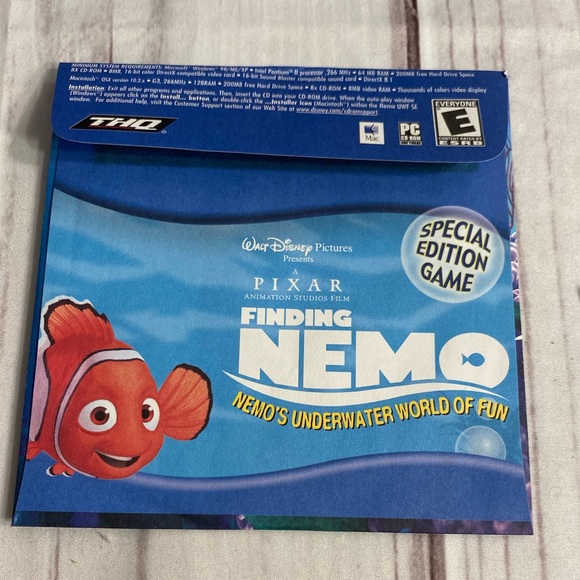 MINIMUM SYSTEM REQUIREMENTS: Microsoft® Windows® 98/ME/XP • Intel Pentium® II processor, 266 MHz • 64 MB RAM • 200MB free Hard Drive Space
8X CD-ROM • 8MB, 16-bit color DirectX-compatible video card • 16-bit Sound Blaster compatible sound card • DirectX 8.1
Macintosh® OSX version 10.2.x • G3, 266MHz • 128RAM • 200MB free Hard Drive Space • 8x CD-ROM • 8MB video RAM • Thousands of colors video display
Installation: Exit all other programs and applications. Then, insert the CD into your CD-ROM drive. When the auto-play window
(Windows®) appears click on the Install... button, or double-click the ...Installer icon (Macintosh®) within the Nemo UWF SE
window. For additional help, visit the Customer Support section of our Web Site at www.disney.com/cdromsupport
THQ
Mac
PC
CD-ROM
SOFTWARE
EVERYONE
E
CONTENT RATED BY
ESRB
SPECIAL
EDITION
GAME
Walt Disney Pictures
Presents
A
PIXAR
ANIMATION STUDIOS FILM
FINDING
NEMO
NEMO'S UNDERWATER WORLD OF FUN